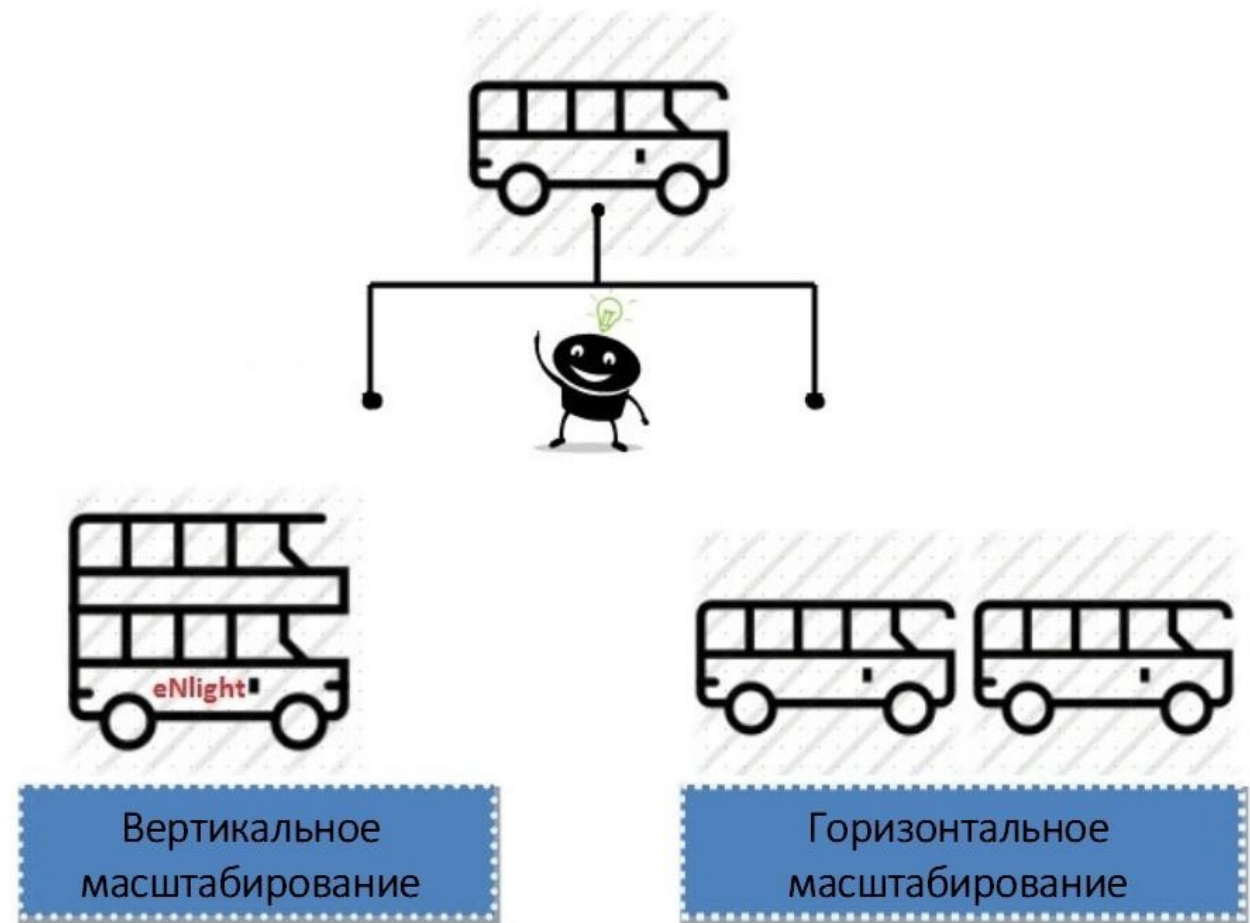 eNlight
Вертикальное
масштабирование
Горизонтальное
масштабирование